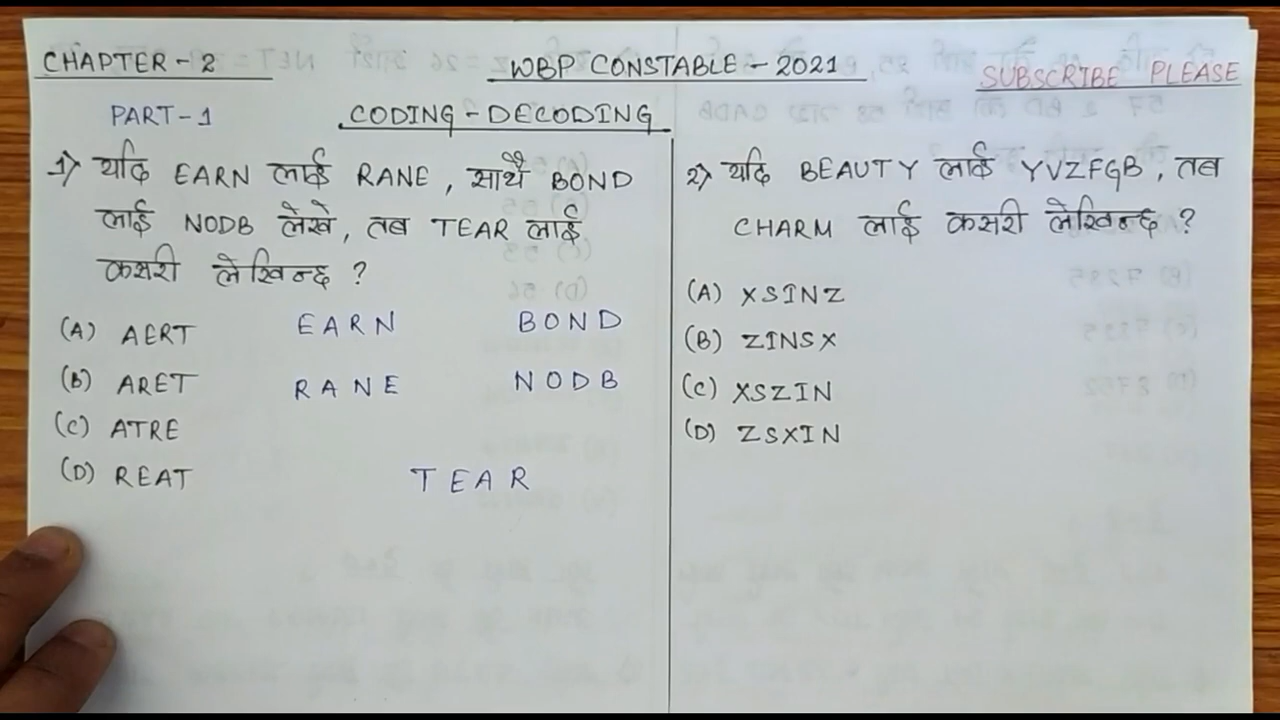 CHAPTER - 2
WBP CONSTABLE - 2021
SUBSCRIBE PLEASE
PART - 1
CODING - DECODING
1) यदि EARN लाई RANE, साथै BOND
लाई NODB लेखे, तब TEAR लाई
कसरी लेखिन्छ ?
(A) AERT
(B) ARET
(C) ATRE
(D) REAT
E A R N
B O N D
R A N E
N O D B
T E A R
2) यदि BEAUTY लाई YVZFGB, तब
CHARM लाई कसरी लेखिन्छ ?
(A) XSINZ
(B) ZINSX
(C) XSZIN
(D) ZSXIN